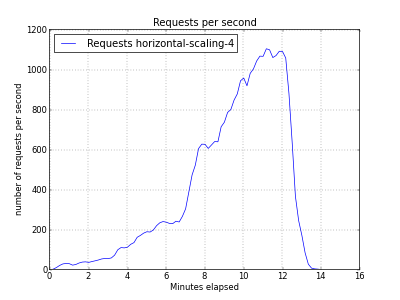 Requests per second
Requests horizontal-scaling-4
number of requests per second
1200
1000
800
600
400
200
0
0 2 4 6 8 10 12 14 16
Minutes elapsed